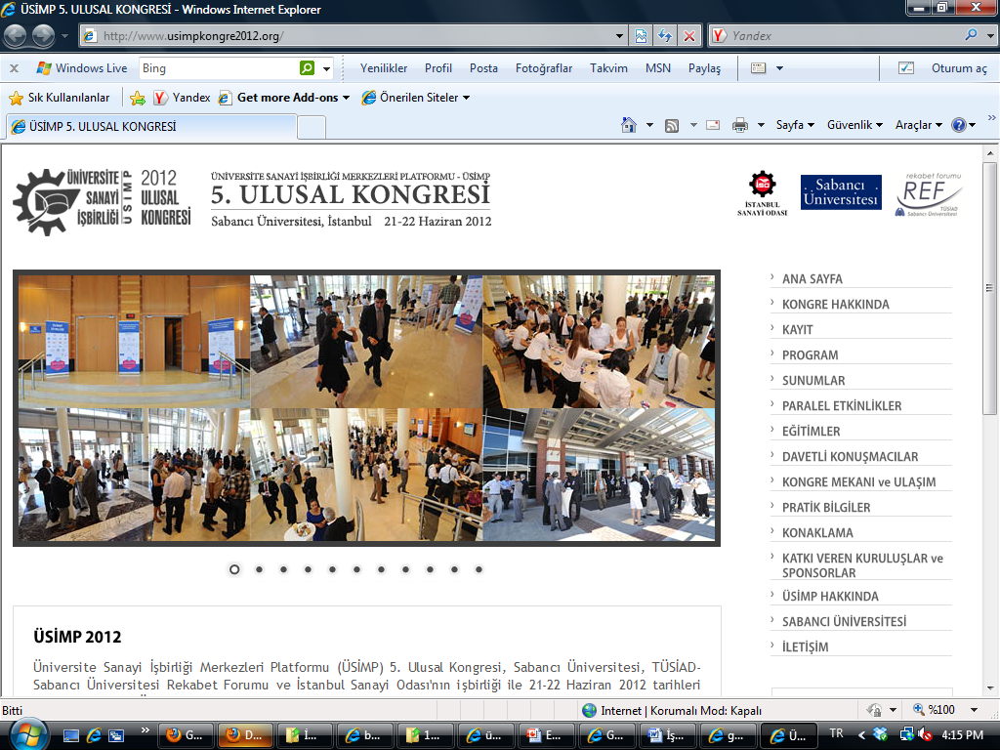 ÜSİMP 5. ULUSAL KONGRESİ - Windows Internet Explorer
http://www.usimpkongre2012.org/
Yandex
Windows Live
Bing
Yenilikler Profil Posta Fotoğraflar Takvim MSN Paylaş
Oturum aç
Sık Kullanılanlar
Yandex
Get more Add-ons
Önerilen Siteler
ÜSİMP 5. ULUSAL KONGRESİ
Sayfa Güvenlik Araçlar
ÜNİVERSİTE
SANAYİ
İŞBİRLİĞİ
USİMP
2012
ULUSAL
KONGRESİ
ÜNİVERSİTE SANAYİ İŞBİRLİĞİ MERKEZLERİ PLATFORMU - ÜSİMP
5. ULUSAL KONGRESİ
Sabancı Üniversitesi, İstanbul 21-22 Haziran 2012
İSO
İSTANBUL
SANAYİ ODASI
Sabancı
Üniversitesi
rekabet forumu
REF
TÜSİAD
Sabancı Üniversitesi
ANA SAYFA
KONGRE HAKKINDA
KAYIT
PROGRAM
SUNUMLAR
PARALEL ETKİNLİKLER
EĞİTİMLER
DAVETLİ KONUŞMACILAR
KONGRE MEKANI ve ULAŞIM
PRATİK BİLGİLER
KONAKLAMA
KATKI VEREN KURULUŞLAR ve
SPONSORLAR
ÜSİMP HAKKINDA
SABANCI ÜNİVERSİTESİ
İLETİŞİM
ÜSİMP 2012
Üniversite Sanayi İşbirliği Merkezleri Platformu (ÜSİMP) 5. Ulusal Kongresi, Sabancı Üniversitesi, TÜSİAD-
Sabancı Üniversitesi Rekabet Forumu ve İstanbul Sanayi Odası'nın işbirliği ile 21-22 Haziran 2012 tarihleri
Bitti
Internet | Korumalı Mod: Kapalı
%100
G... D... İ... b... 1... ü... E... G... İş... g... Ü...
TR
4:15 PM